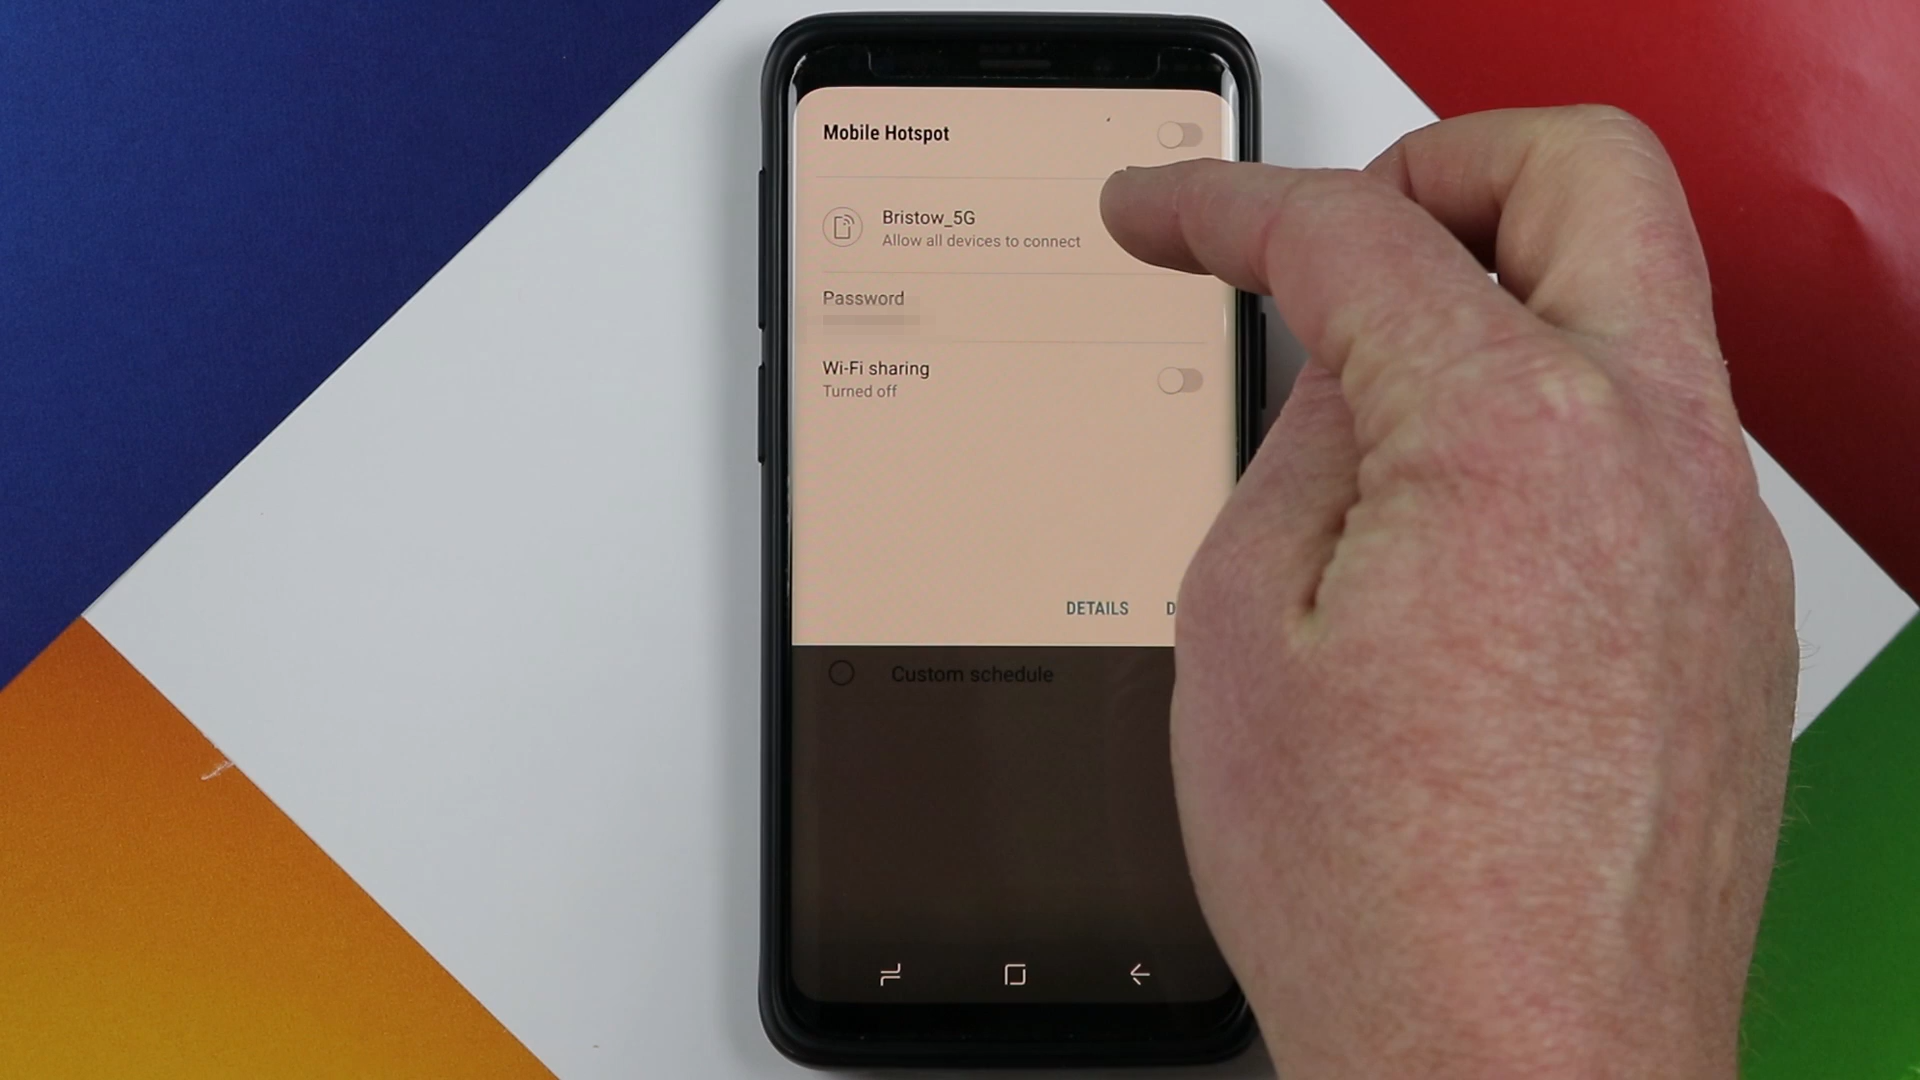 Mobile Hotspot
Bristow_5G
Allow all devices to connect
Password
Wi-Fi sharing
Turned off
DETAILS D
Custom schedule